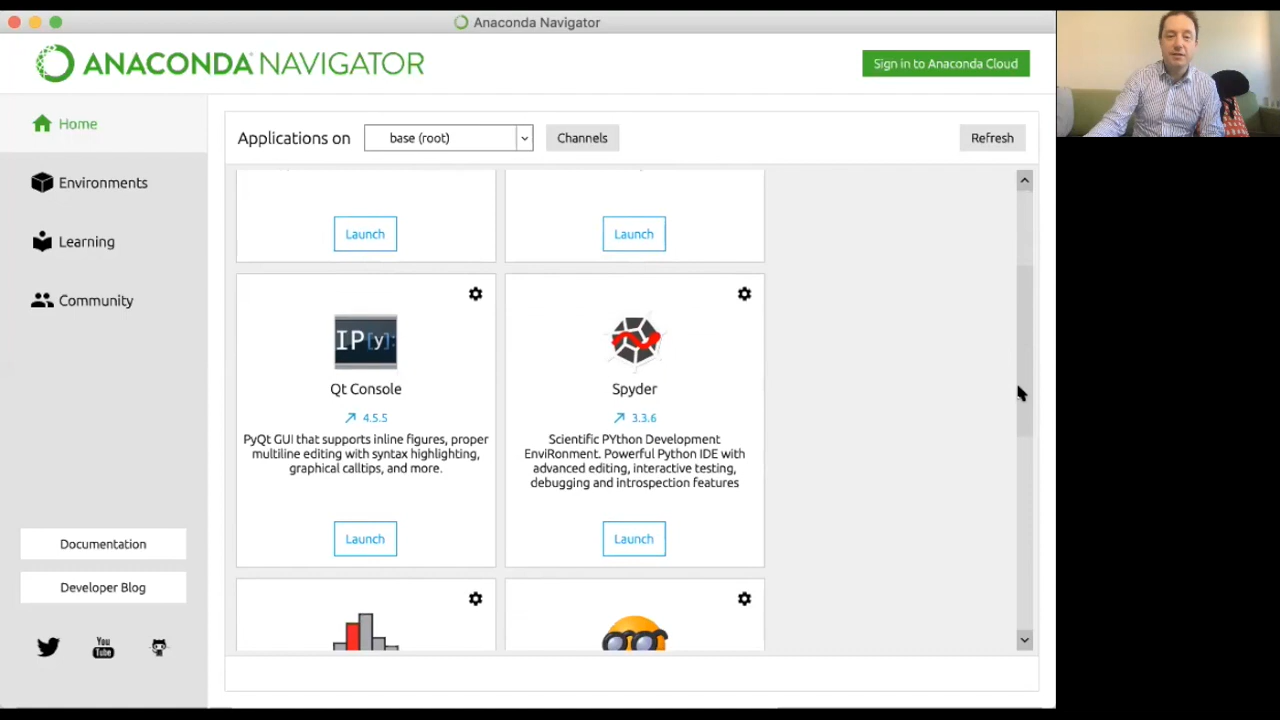 Anaconda Navigator
ANACONDA NAVIGATOR
Sign in to Anaconda Cloud
Home
Environments
Learning
Community
Documentation
Developer Blog
You
Tube
Applications on
base (root)
Channels
Refresh
Launch
Launch
IP[y]:
Qt Console
4.5.5
PyQt GUI that supports inline figures, proper
multiline editing with syntax highlighting,
graphical calltips, and more.
Launch
Spyder
3.3.6
Scientific PYthon Development
EnviRonment. Powerful Python IDE with
advanced editing, interactive testing,
debugging and introspection features
Launch